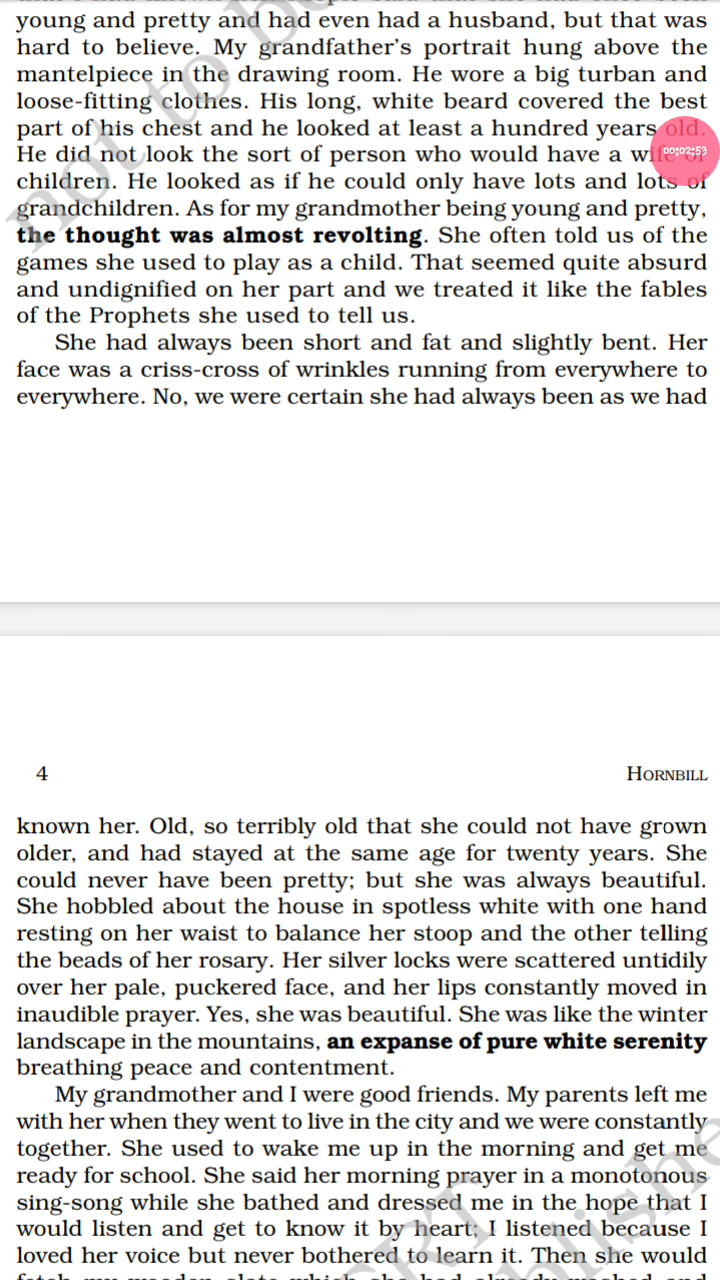 young and pretty and had even had a husband, but that was
hard to believe. My grandfather's portrait hung above the
mantelpiece in the drawing room. He wore a big turban and
loose-fitting clothes. His long, white beard covered the best
part of his chest and he looked at least a hundred years old.
He did not look the sort of person who would have a wife or
00:02:53
children. He looked as if he could only have lots and lots of
grandchildren. As for my grandmother being young and pretty,
the thought was almost revolting. She often told us of the
games she used to play as a child. That seemed quite absurd
and undignified on her part and we treated it like the fables
of the Prophets she used to tell us.
She had always been short and fat and slightly bent. Her
face was a criss-cross of wrinkles running from everywhere to
everywhere. No, we were certain she had always been as we had
not to be
4 HORNBILL
known her. Old, so terribly old that she could not have grown
older, and had stayed at the same age for twenty years. She
could never have been pretty; but she was always beautiful.
She hobbled about the house in spotless white with one hand
resting on her waist to balance her stoop and the other telling
the beads of her rosary. Her silver locks were scattered untidily
over her pale, puckered face, and her lips constantly moved in
inaudible prayer. Yes, she was beautiful. She was like the winter
landscape in the mountains, an expanse of pure white serenity
breathing peace and contentment.
My grandmother and I were good friends. My parents left me
with her when they went to live in the city and we were constantly
together. She used to wake me up in the morning and get me
ready for school. She said her morning prayer in a monotonous
sing-song while she bathed and dressed me in the hope that I
would listen and get to know it by heart; I listened because I
loved her voice but never bothered to learn it. Then she would